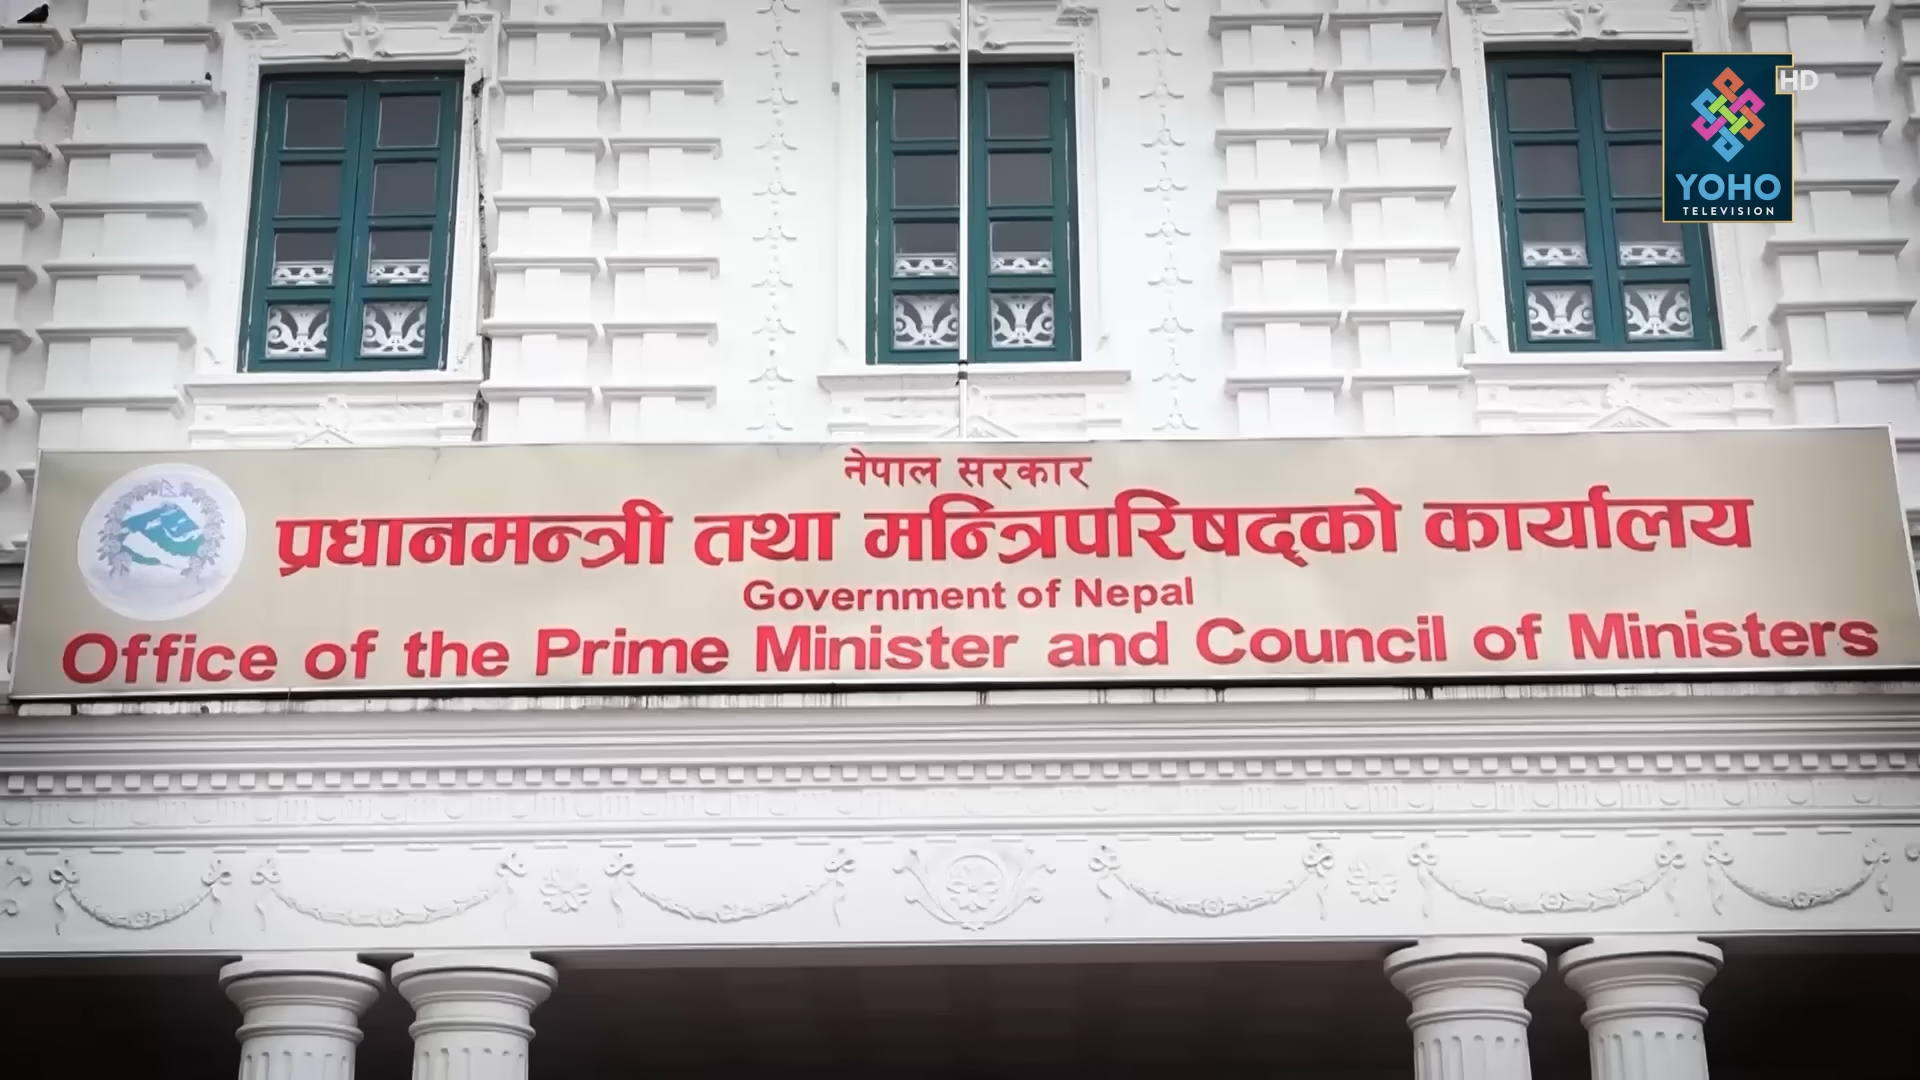 HD
YOHO
TELEVISION
नेपाल सरकार
प्रधानमन्त्री तथा मन्त्रिपरिषद्को कार्यालय
Government of Nepal
Office of the Prime Minister and Council of Ministers